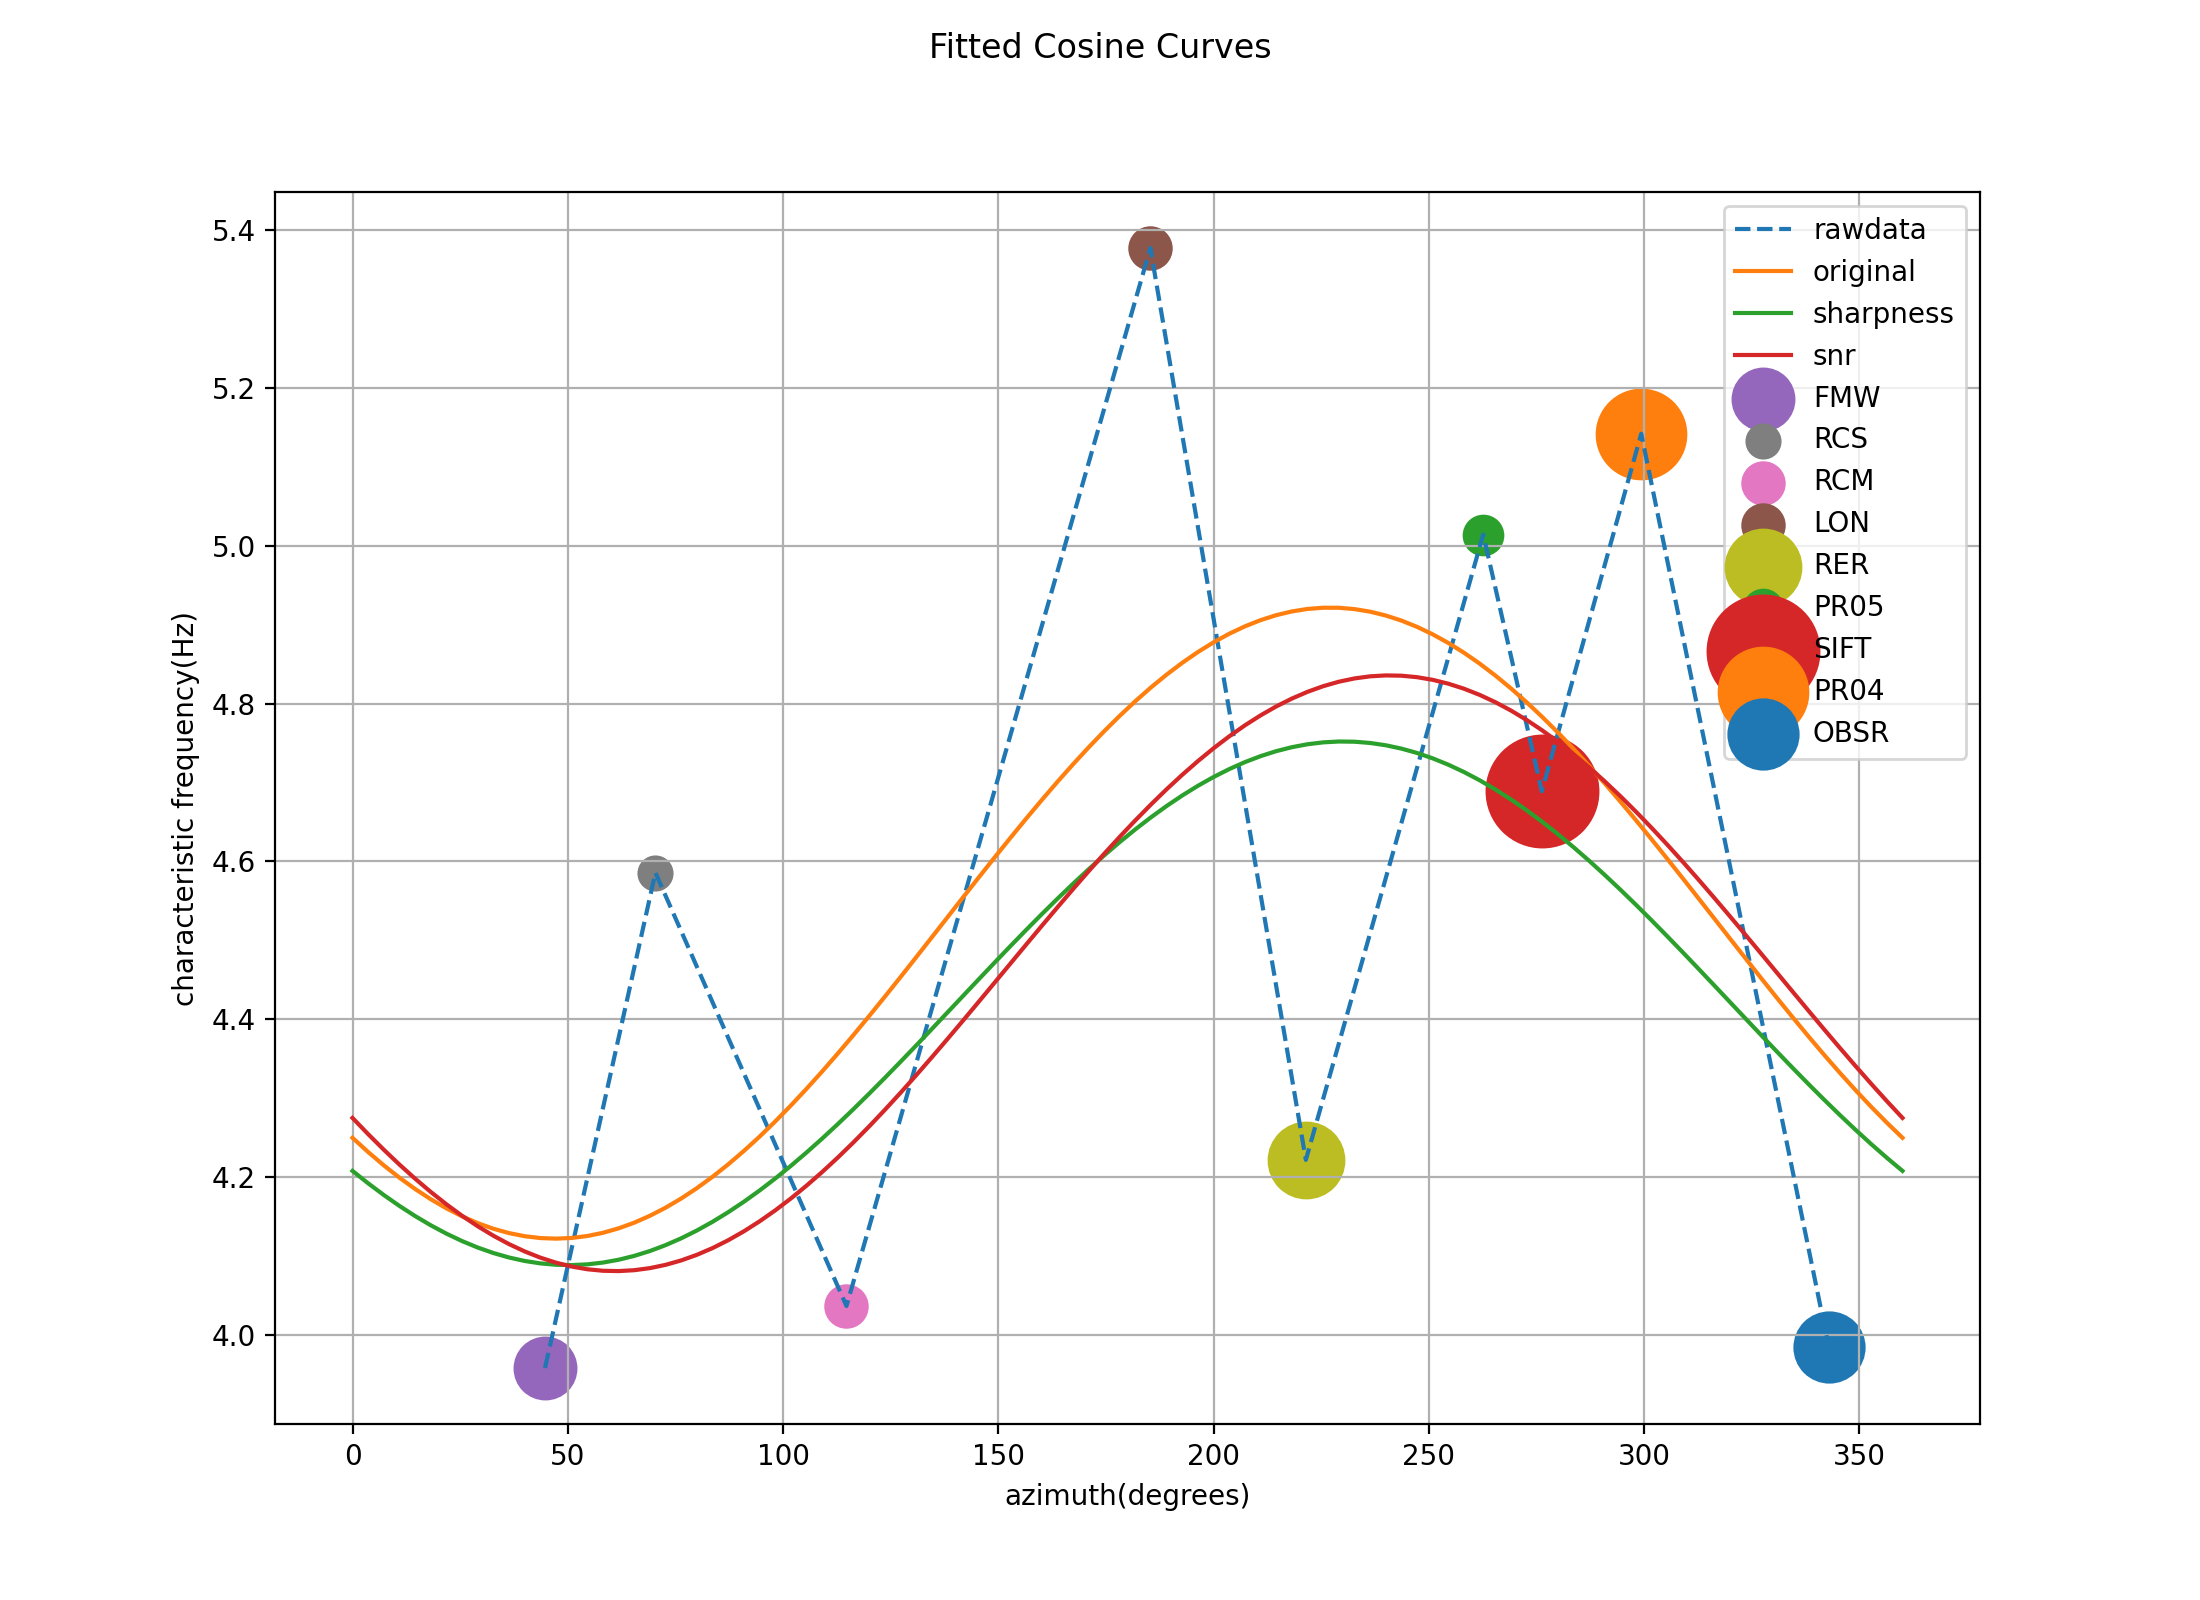 Fitted Cosine Curves
5.4
5.2
5.0
4.8
4.6
4.4
4.2
4.0
characteristic frequency(Hz)
rawdata
original
sharpness
snr
FMW
RCS
RCM
LON
RER
PR05
SIFT
PR04
OBSR
0 50 100 150 200 250 300 350
azimuth(degrees)